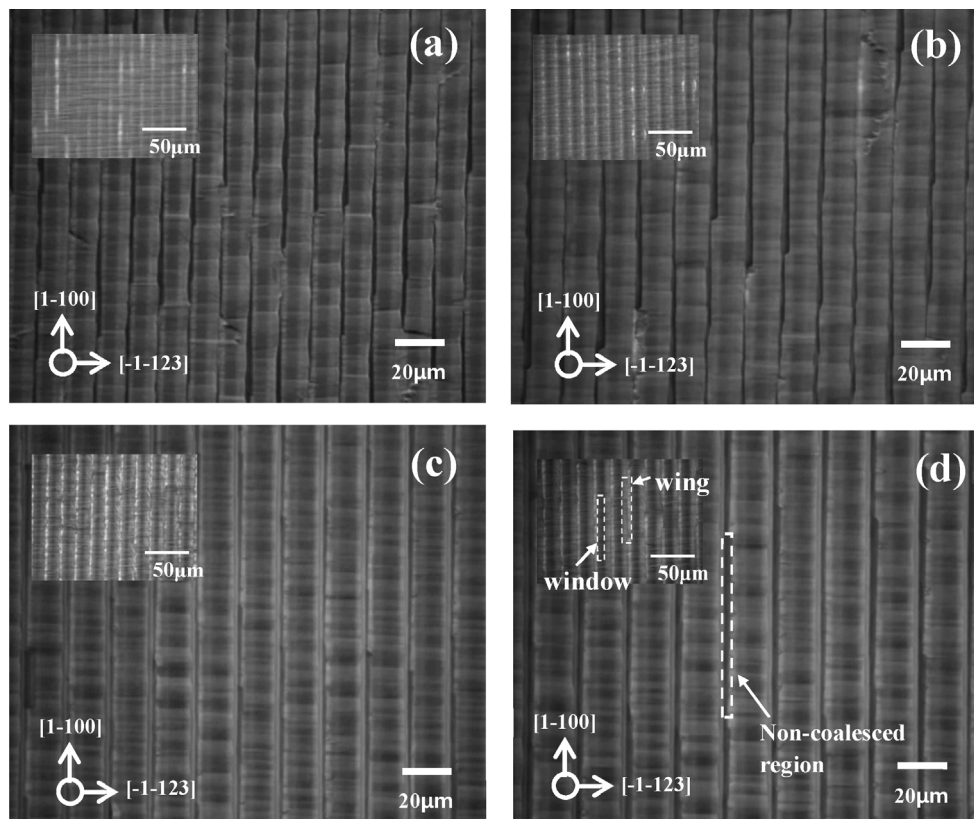 (a)
50μm
[1-100]
[-1-123]
20μm
(b)
50μm
[1-100]
[-1-123]
20μm
(c)
50μm
[1-100]
[-1-123]
20μm
(d)
wing
window
50μm
[1-100]
[-1-123]
Non-coalesced
region
20μm